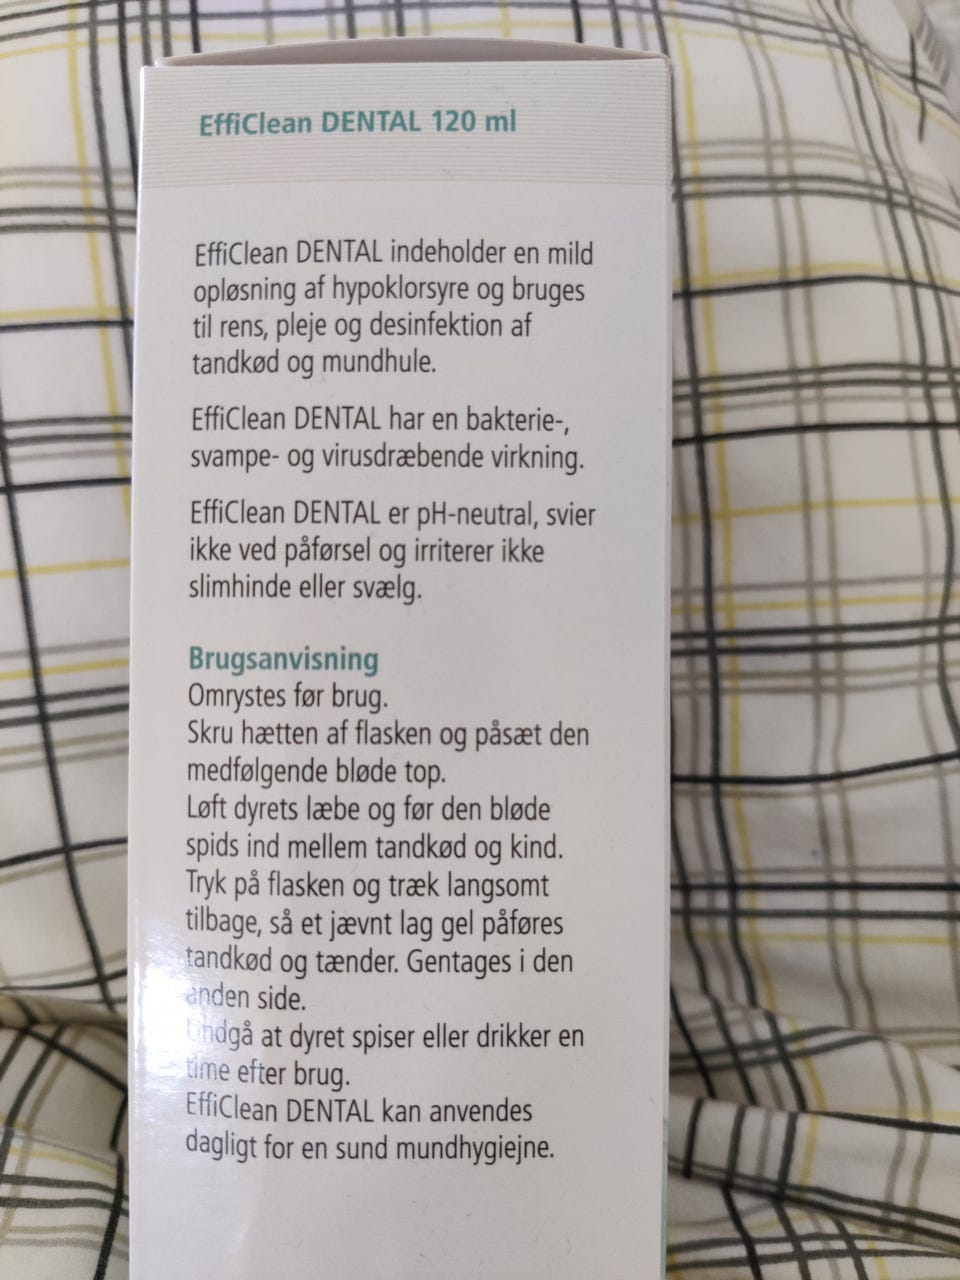 EffiClean DENTAL 120 ml
EffiClean DENTAL indeholder en mild
opløsning af hypoklorsyre og bruges
til rens, pleje og desinfektion af
tandkød og mundhule.
EffiClean DENTAL har en bakterie-,
svampe- og virusdræbende virkning.
EffiClean DENTAL er pH-neutral, svier
ikke ved påførsel og irriterer ikke
slimhinde eller svælg.
Brugsanvisning
Omrystes før brug.
Skru hætten af flasken og påsæt den
medfølgende bløde top.
Løft dyrets læbe og før den bløde
spids ind mellem tandkød og kind.
Tryk på flasken og træk langsomt
tilbage, så et jævnt lag gel påføres
tandkød og tænder. Gentages i den
anden side.
Undgå at dyret spiser eller drikker en
time efter brug.
EffiClean DENTAL kan anvendes
dagligt for en sund mundhygiejne.